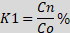 K1 = Cn/Co %